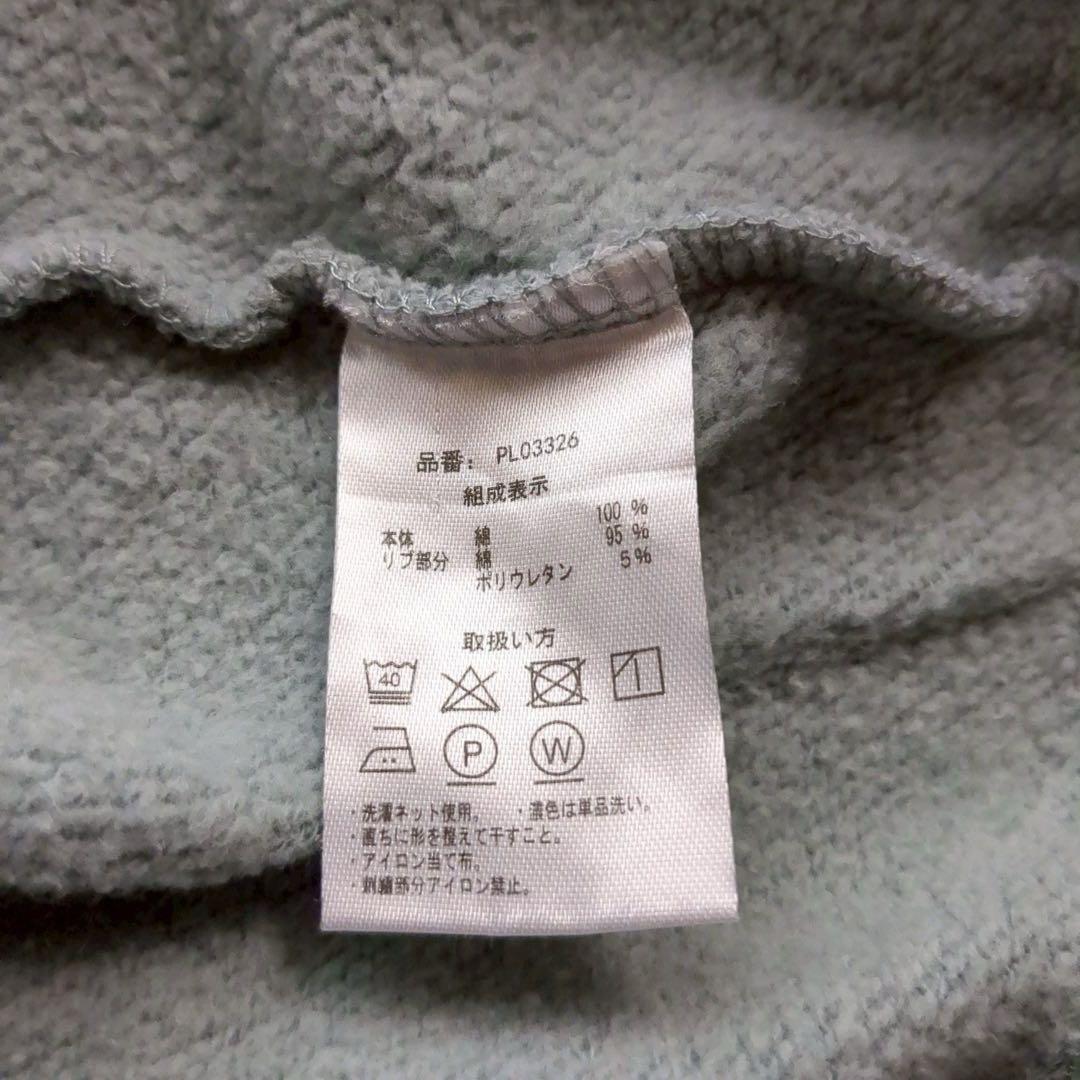 品番: PL03326
組成表示
本体 綿 100 %
リブ部分 綿 95 %
ポリウレタン 5%
取扱い方
40
P W
・洗濯ネット使用。 ・濃色は単品洗い。
・直ちに形を整えて干すこと。
・アイロン当て布。
・刺繍部分アイロン禁止。